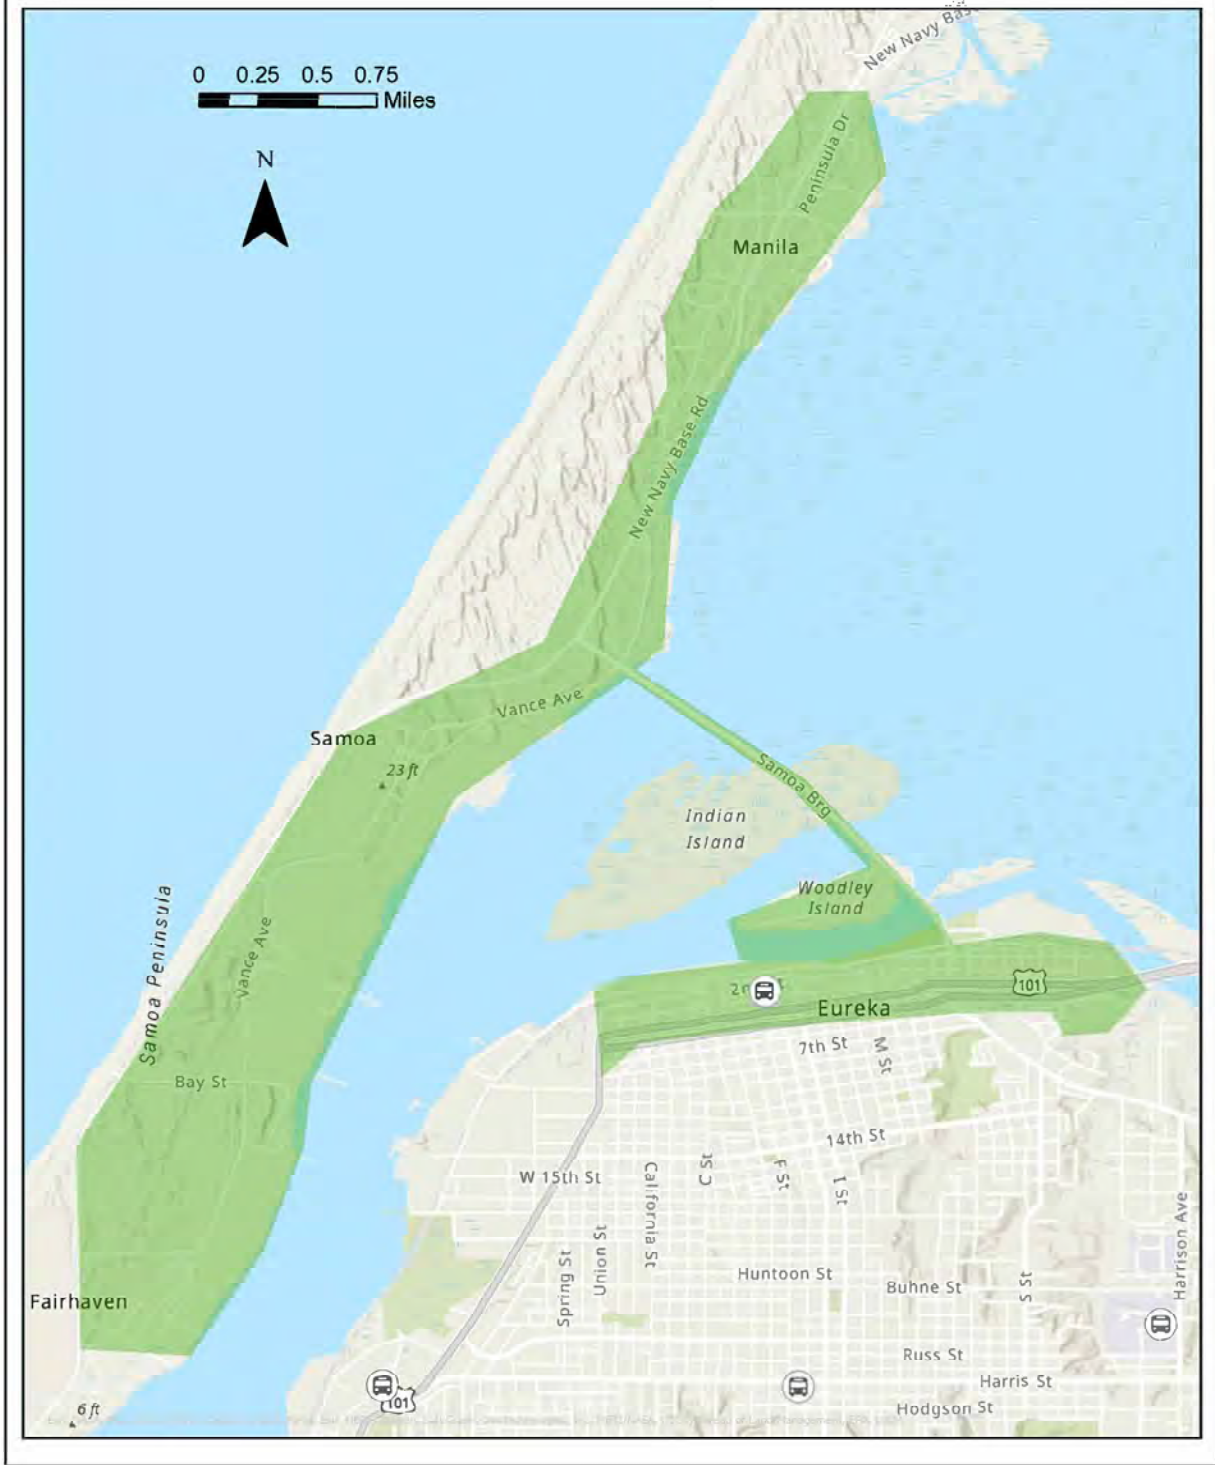 New Navy Bas
0 0.25 0.5 0.75
Miles
N
Peninsula Dr
Manila
New Navy Base Rd
Vance Ave
Samoa
23 ft
Samoa Brg
Indian
Island
Woodley
Island
Samoa Peninsula
Vance Ave
101
Eureka
7th St
M St
Bay St
14th St
W 15th St
California St
C St
F St
I St
Harrison Ave
Spring St
Union St
Huntoon St
Buhne St
S St
Fairhaven
Russ St
Harris St
101
6 ft
Hodgson St